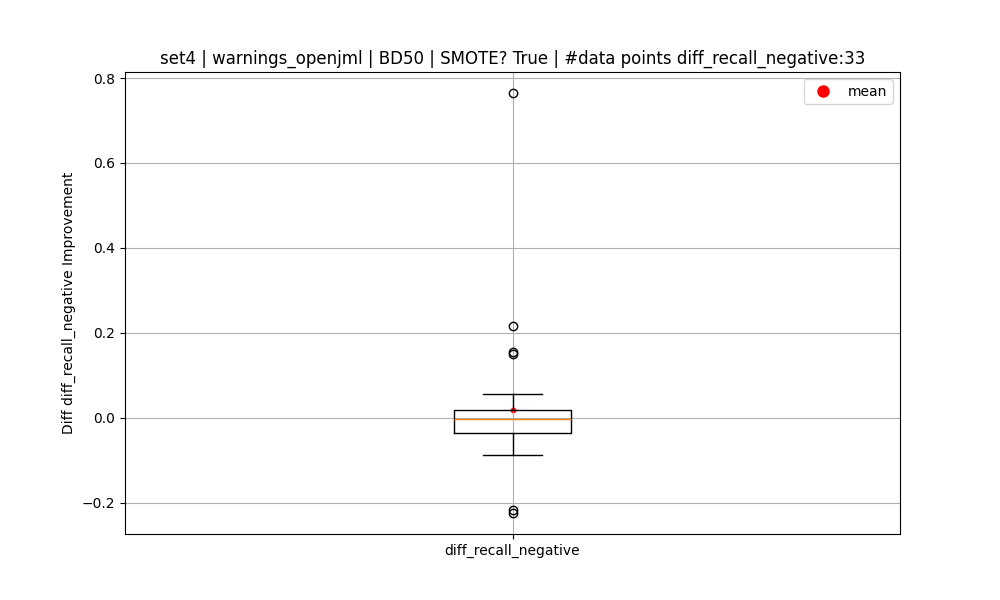 set4 | warnings_openjml | BD50 | SMOTE? True | #data points diff_recall_negative:33
mean
0.8
0.6
0.4
0.2
0.0
−0.2
Diff diff_recall_negative Improvement
diff_recall_negative